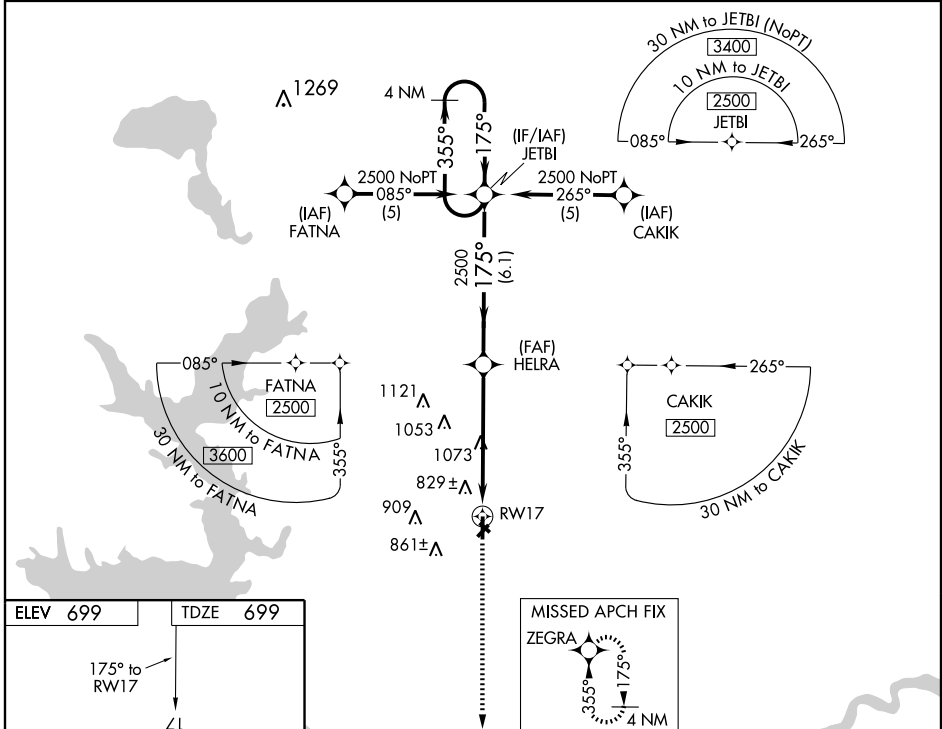 30 NM to JETBI (NoPT)
3400
10 NM to JETBI
2500
JETBI
085°
265°
1269
4 NM
355°
175°
(IF/IAF)
JETBI
2500 NoPT
085°
(5)
2500 NoPT
265°
(5)
(IAF)
FATNA
(IAF)
CAKIK
2500
175°
(6.1)
(FAF)
HELRA
085°
FATNA
2500
10 NM to FATNA
3600
30 NM to FATNA
355°
265°
CAKIK
2500
355°
30 NM to CAKIK
1121
1053
1073
829±
909
861±
RW17
ELEV 699
TDZE 699
175° to
RW17
17
MISSED APCH FIX
ZEGRA
355°
175°
4 NM